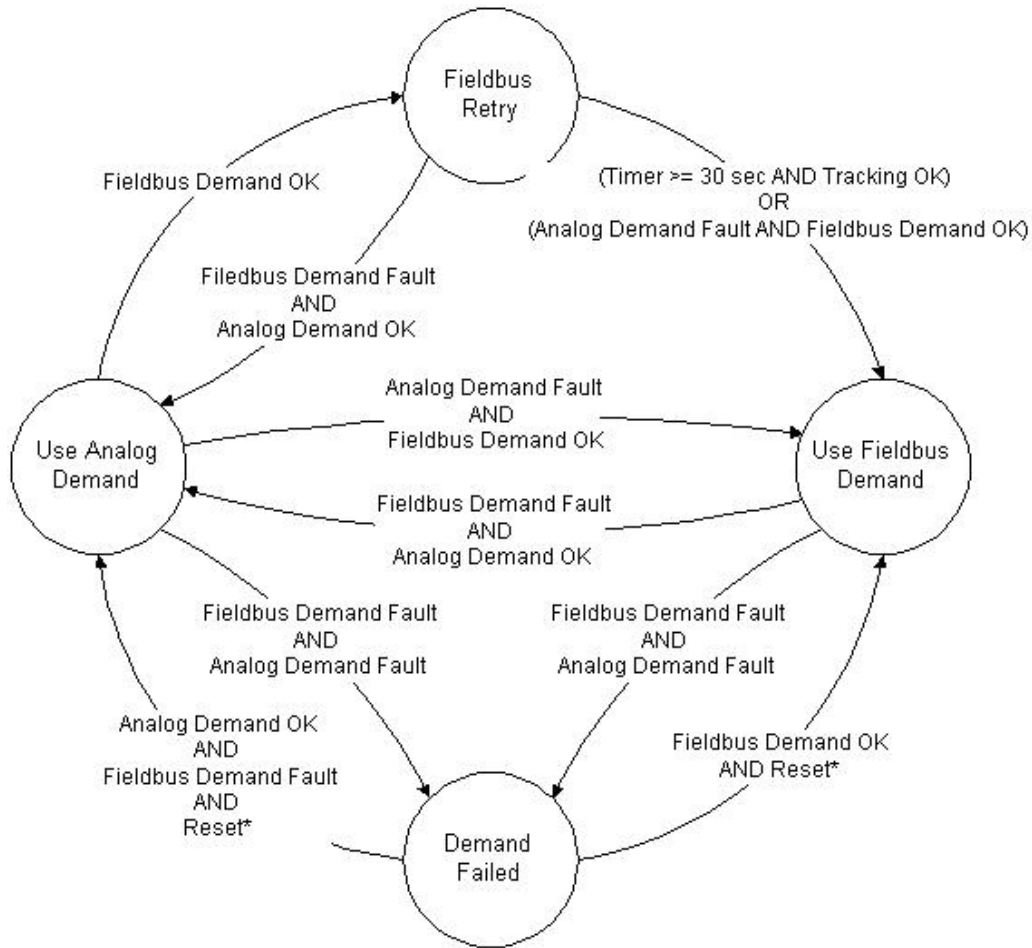 Fieldbus
Retry
Fieldbus Demand OK
(Timer >= 30 sec AND Tracking OK)
OR
(Analog Demand Fault AND Fieldbus Demand OK)
Filedbus Demand Fault
AND
Analog Demand OK
Analog Demand Fault
AND
Fieldbus Demand OK
Use Analog
Demand
Use Fieldbus
Demand
Fieldbus Demand Fault
AND
Analog Demand OK
Fieldbus Demand Fault
AND
Analog Demand Fault
Fieldbus Demand Fault
AND
Analog Demand Fault
Analog Demand OK
AND
Fieldbus Demand Fault
AND
Reset*
Fieldbus Demand OK
AND Reset*
Demand
Failed